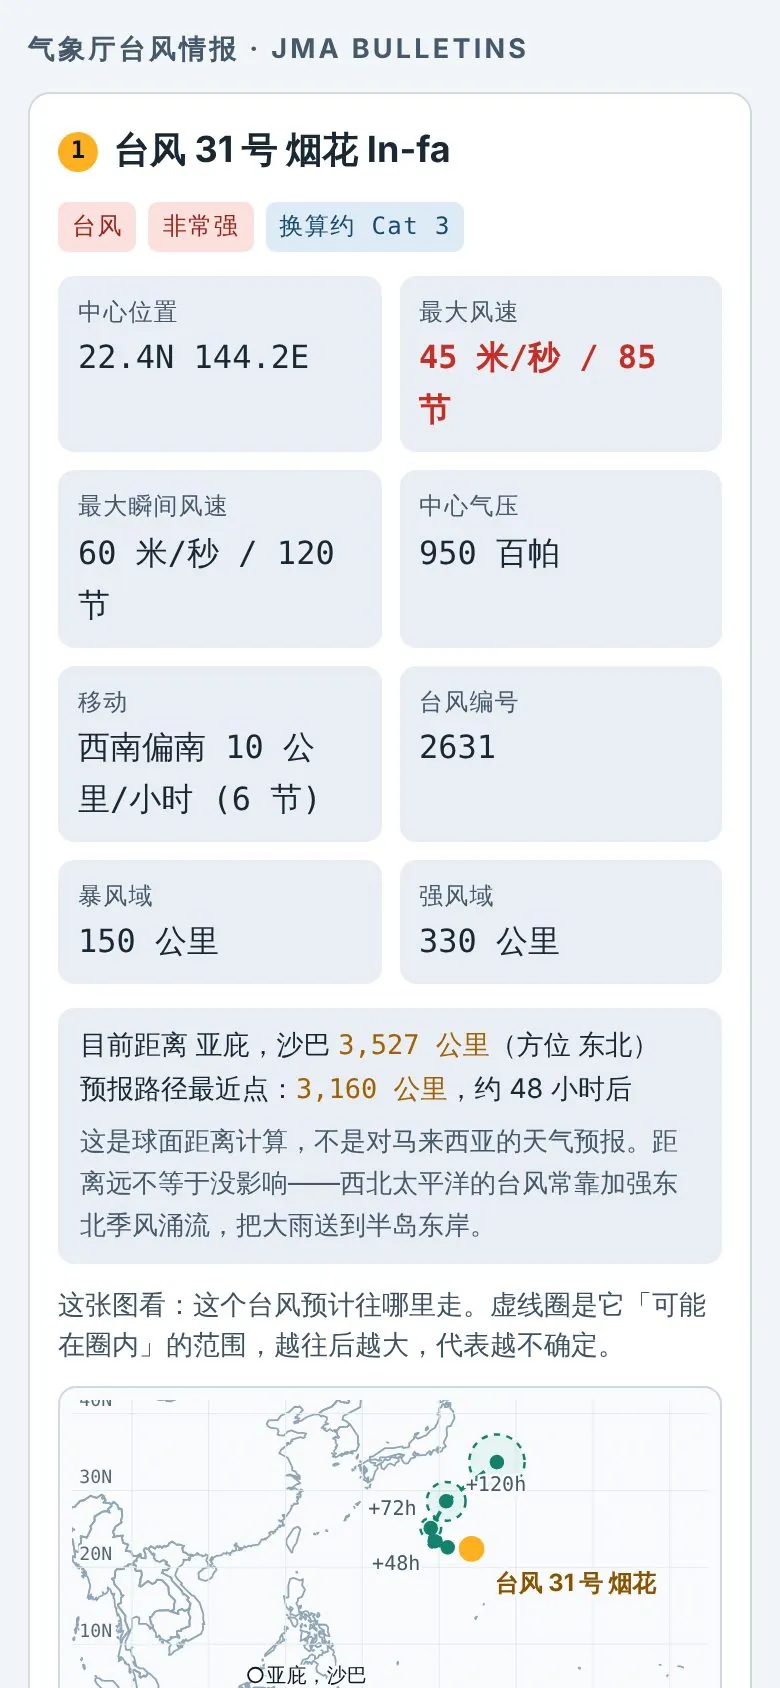 气象厅台风情报 · JMA BULLETINS
1 台风 31 号 烟花 In-fa
台风 非常强 换算约 Cat 3
中心位置
22.4N 144.2E
最大风速
45 米/秒 / 85
节
最大瞬间风速
60 米/秒 / 120
节
中心气压
950 百帕
移动
西南偏南 10 公
里/小时 (6 节)
台风编号
2631
暴风域
150 公里
强风域
330 公里
目前距离 亚庇，沙巴 3,527 公里（方位 东北）
预报路径最近点：3,160 公里，约 48 小时后
这是球面距离计算，不是对马来西亚的天气预报。距
离远不等于没影响——西北太平洋的台风常靠加强东
北季风涌流，把大雨送到半岛东岸。
这张图看：这个台风预计往哪里走。虚线圈是它「可能
在圈内」的范围，越往后越大，代表越不确定。
40N
30N
+120h
+72h
20N
+48h
台风 31 号 烟花
10N
亚庇，沙巴